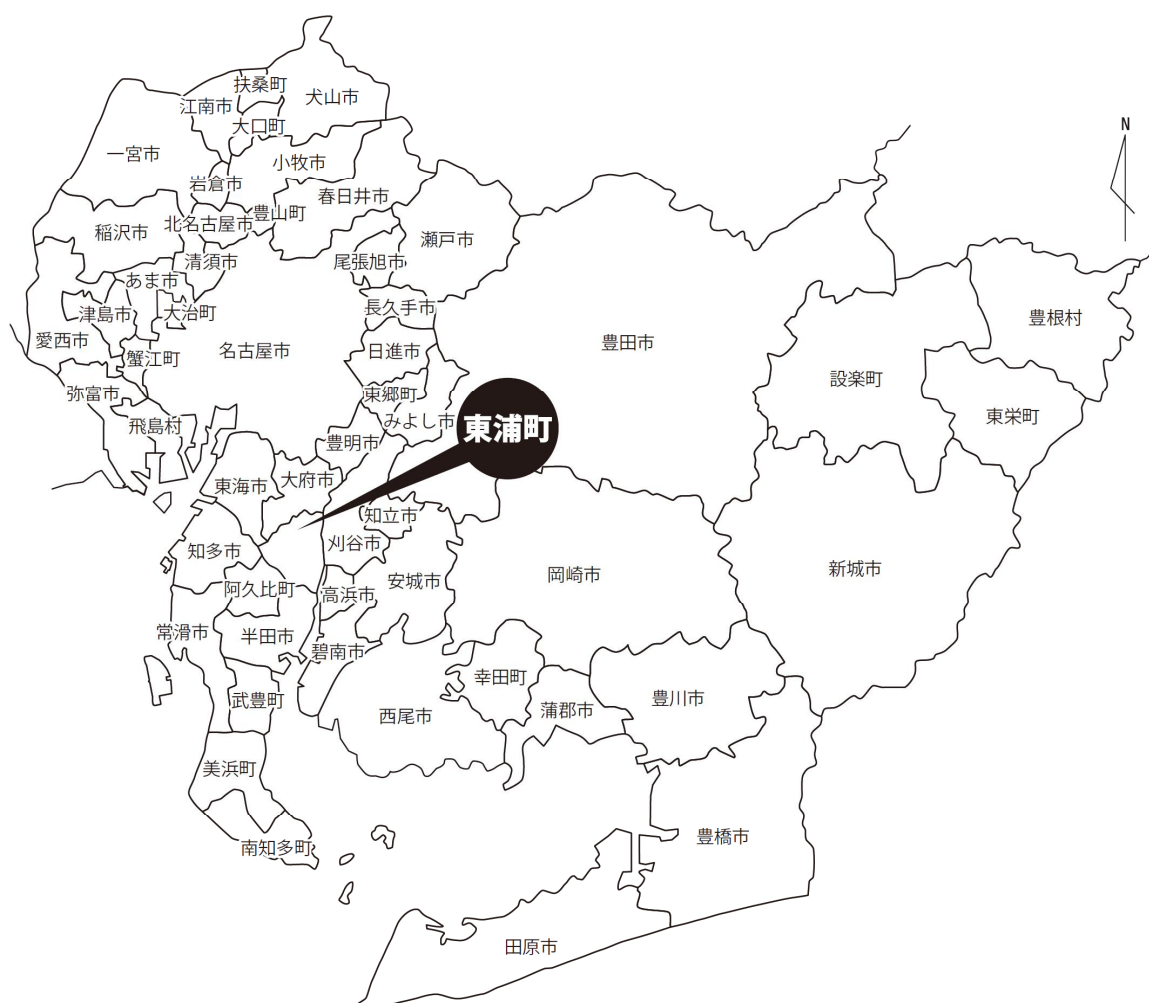 扶桑町
犬山市
江南市
大口町
N
一宮市
小牧市
岩倉市
春日井市
豊山町
北名古屋市
稲沢市
瀬戸市
清須市
尾張旭市
あま市
津島市
大治町
長久手市
豊根村
愛西市
名古屋市
日進市
豊田市
蟹江町
設楽町
弥富市
東郷町
東栄町
飛島村
みよし市
東浦町
豊明市
東海市
大府市
知立市
知多市
刈谷市
岡崎市
新城市
阿久比町
高浜市
安城市
常滑市
半田市
碧南市
幸田町
武豊町
西尾市
蒲郡市
豊川市
美浜町
豊橋市
南知多町
田原市